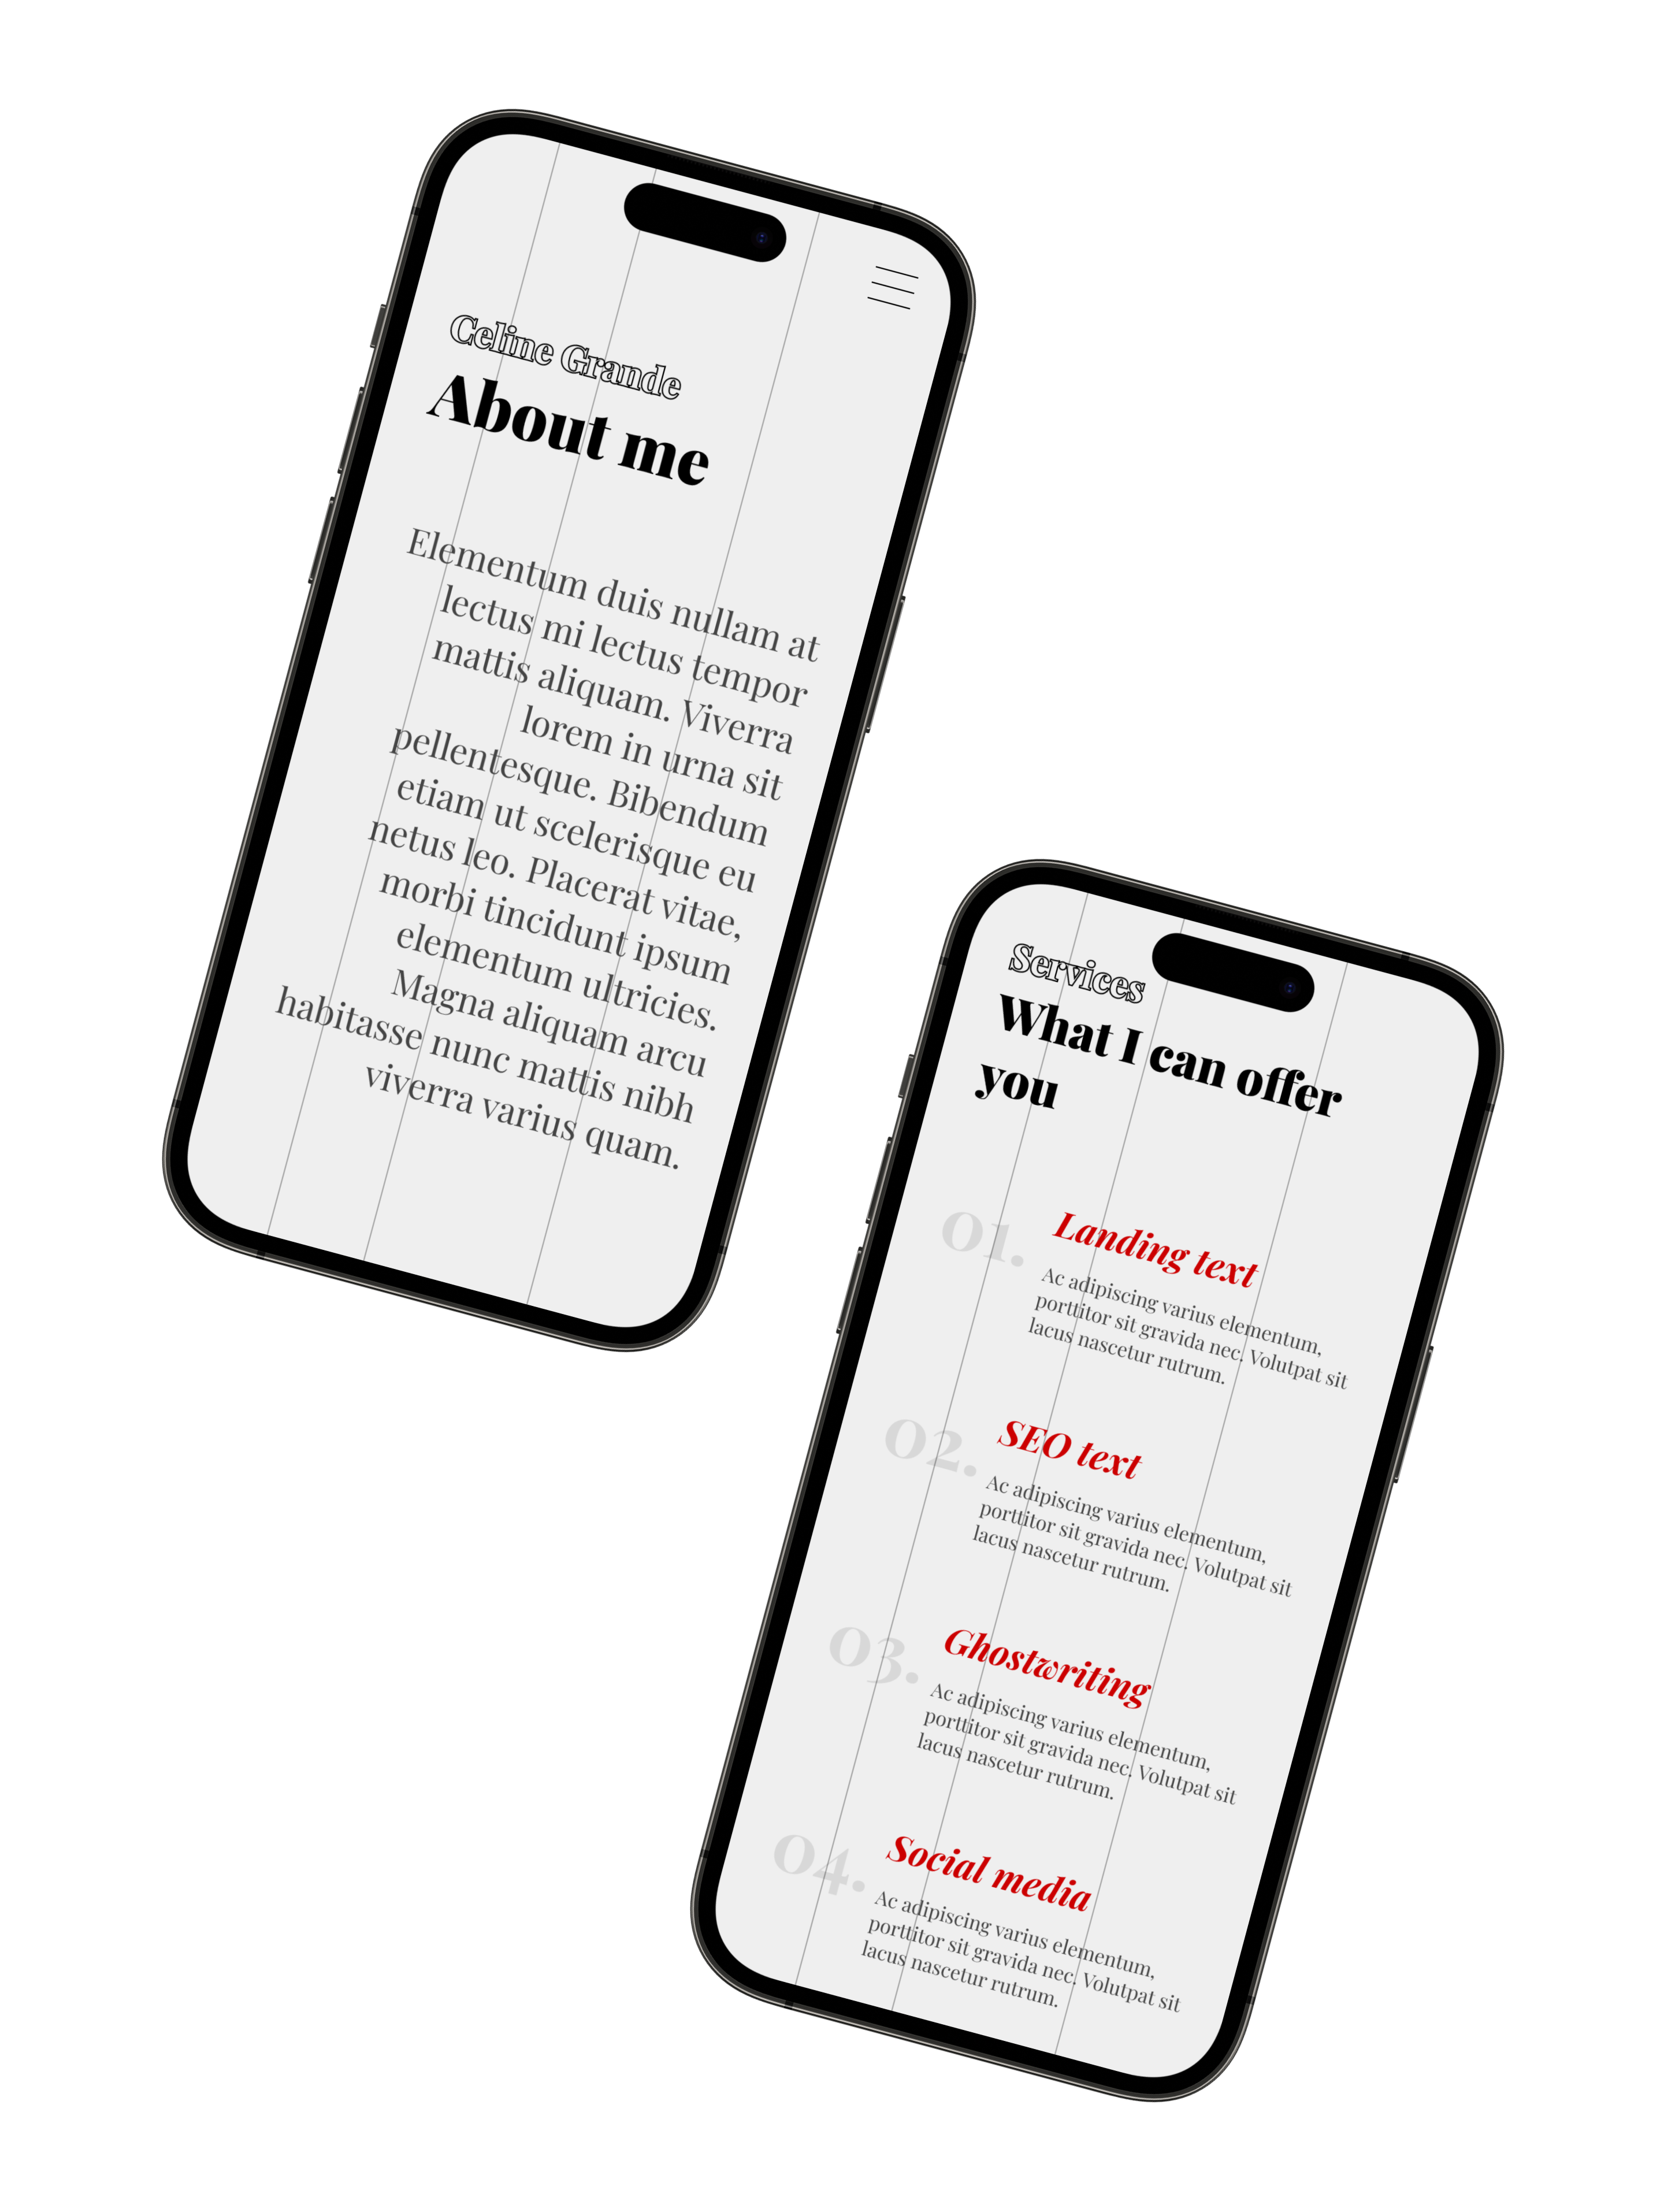 Celine Grande
About me
Elementum duis nullam at
lectus mi lectus tempor
mattis aliquam. Viverra
lorem in urna sit
pellentesque. Bibendum
etiam ut scelerisque eu
netus leo. Placerat vitae,
morbi tincidunt ipsum
elementum ultricies.
Magna aliquam arcu
habitasse nunc mattis nibh
viverra varius quam.
Services
What I can offer
you
01.
Landing text
Ac adipiscing varius elementum,
porttitor sit gravida nec. Volutpat sit
lacus nascetur rutrum.
02.
SEO text
Ac adipiscing varius elementum,
porttitor sit gravida nec. Volutpat sit
lacus nascetur rutrum.
03.
Ghostwriting
Ac adipiscing varius elementum,
porttitor sit gravida nec. Volutpat sit
lacus nascetur rutrum.
04.
Social media
Ac adipiscing varius elementum,
porttitor sit gravida nec. Volutpat sit
lacus nascetur rutrum.